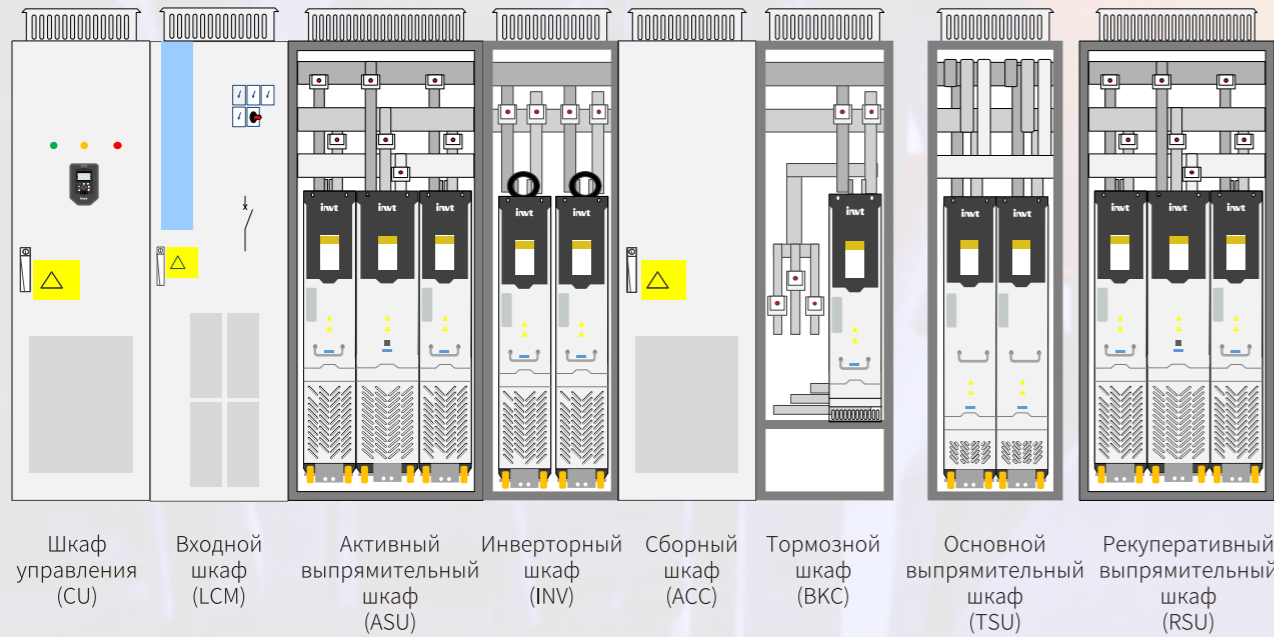 invt
invt
invt
invt
invt
invt
invt
invt
invt
invt
invt
invt
Шкаф
управления
(CU)
Входной
шкаф
(LCM)
Активный
выпрямительный
шкаф
(ASU)
Инверторный
шкаф
(INV)
Сборный
шкаф
(ACC)
Тормозной
шкаф
(BKC)
Основной
выпрямительный
шкаф
(TSU)
Рекуперативный
выпрямительный
шкаф
(RSU)